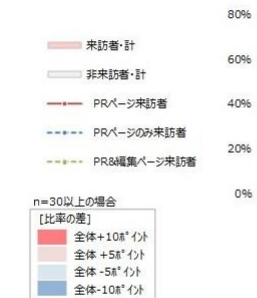 80%
来訪者・計
60%
非来訪者・計
PRページ来訪者
40%
PRページのみ来訪者
20%
PR&編集ページ来訪者
0%
n=30以上の場合
[比率の差]
全体+10ﾎﾟｲﾝﾄ
全体 +5ﾎﾟｲﾝﾄ
全体 -5ﾎﾟｲﾝﾄ
全体-10ﾎﾟｲﾝﾄ